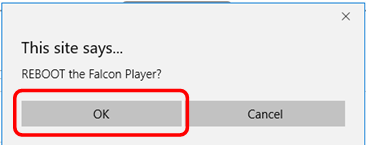 This site says...
REBOOT the Falcon Player?
OK
Cancel